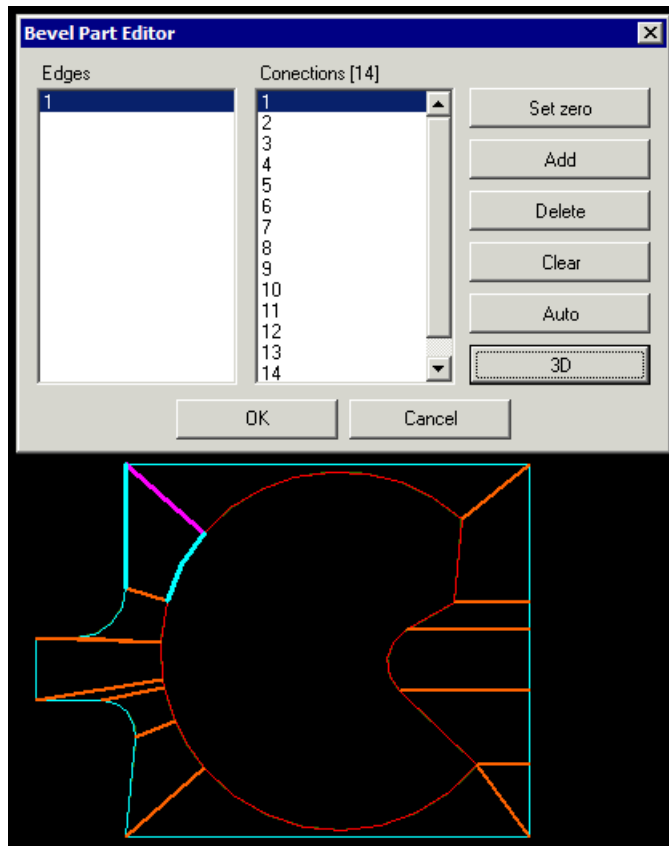 Bevel Part Editor
Edges
1
Conections [14]
1
2
3
4
5
6
7
8
9
10
11
12
13
14
Set zero
Add
Delete
Clear
Auto
3D
OK
Cancel